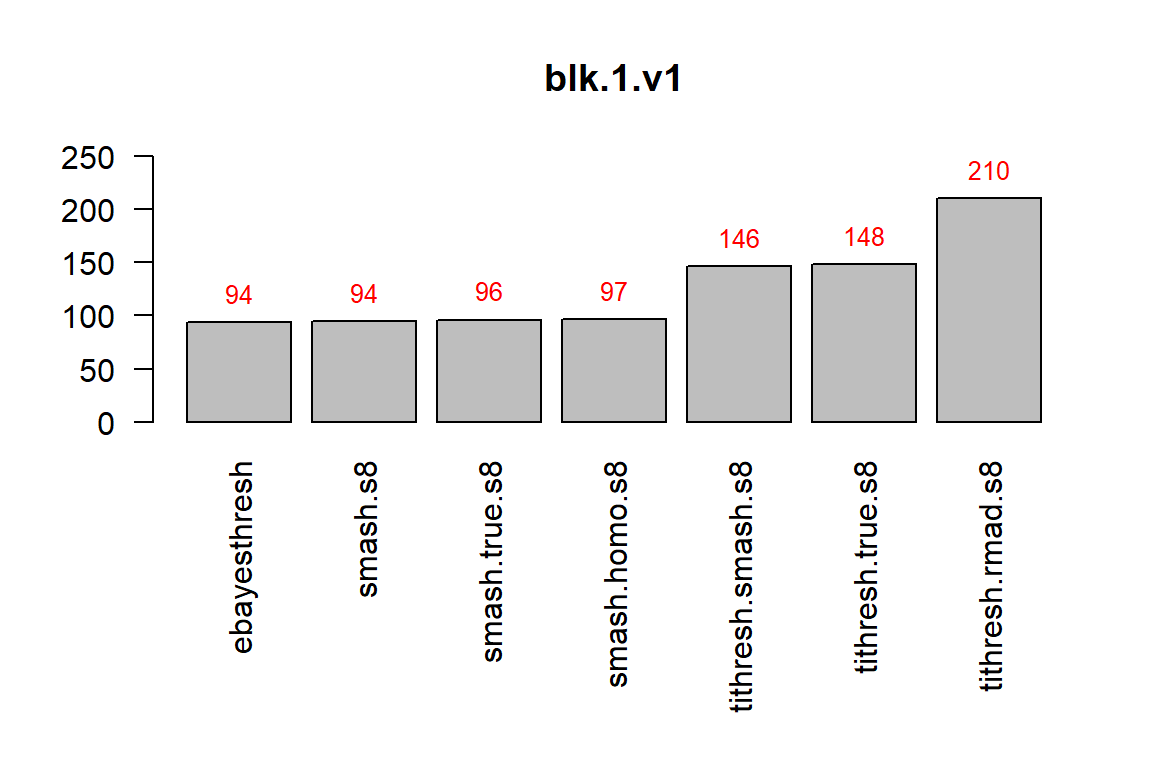 blk.1.v1
250
200
150
100
50
0
94
94
96
97
146
148
210
ebayesthresh
smash.s8
smash.true.s8
smash.homo.s8
tithresh.smash.s8
tithresh.true.s8
tithresh.rmad.s8